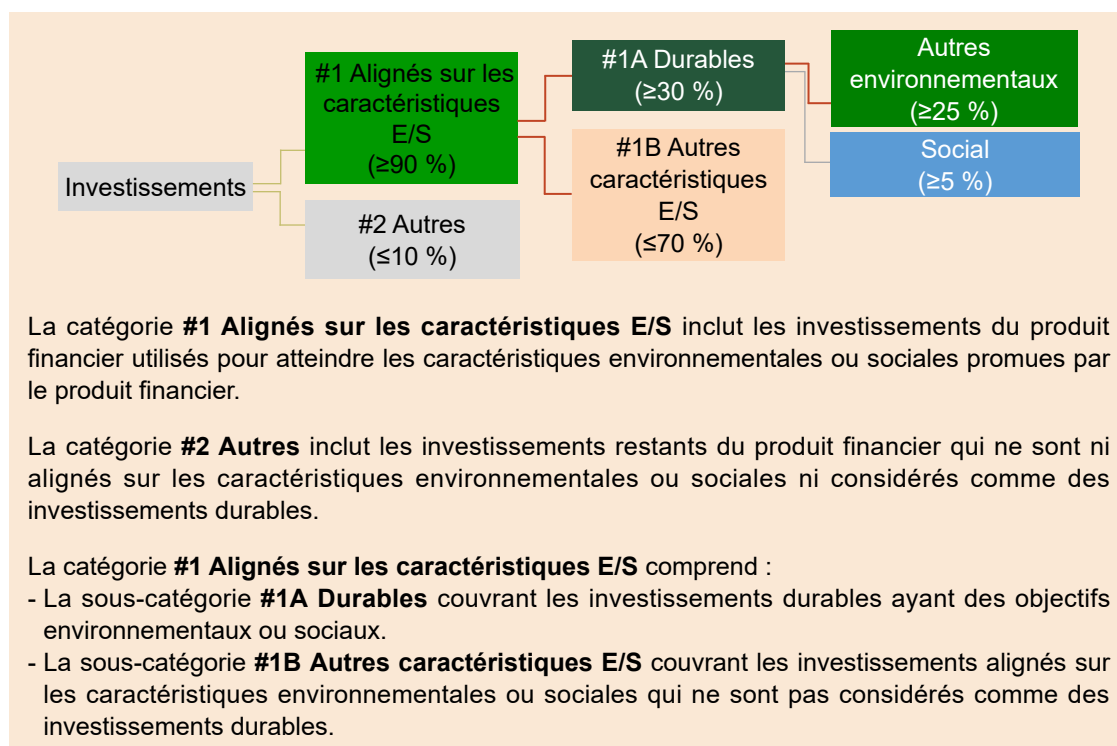 Investissements
#1 Alignés sur les
caractéristiques
E/S
(≥90 %)
#2 Autres
(≤10 %)
#1A Durables
(≥30 %)
#1B Autres
caractéristiques
E/S
(≤70 %)
Autres
environnementaux
(≥25 %)
Social
(≥5 %)
La catégorie #1 Alignés sur les caractéristiques E/S inclut les investissements du produit
financier utilisés pour atteindre les caractéristiques environnementales ou sociales promues par
le produit financier.
La catégorie #2 Autres inclut les investissements restants du produit financier qui ne sont ni
alignés sur les caractéristiques environnementales ou sociales ni considérés comme des
investissements durables.
La catégorie #1 Alignés sur les caractéristiques E/S comprend :
- La sous-catégorie #1A Durables couvrant les investissements durables ayant des objectifs
environnementaux ou sociaux.
- La sous-catégorie #1B Autres caractéristiques E/S couvrant les investissements alignés sur
les caractéristiques environnementales ou sociales qui ne sont pas considérés comme des
investissements durables.